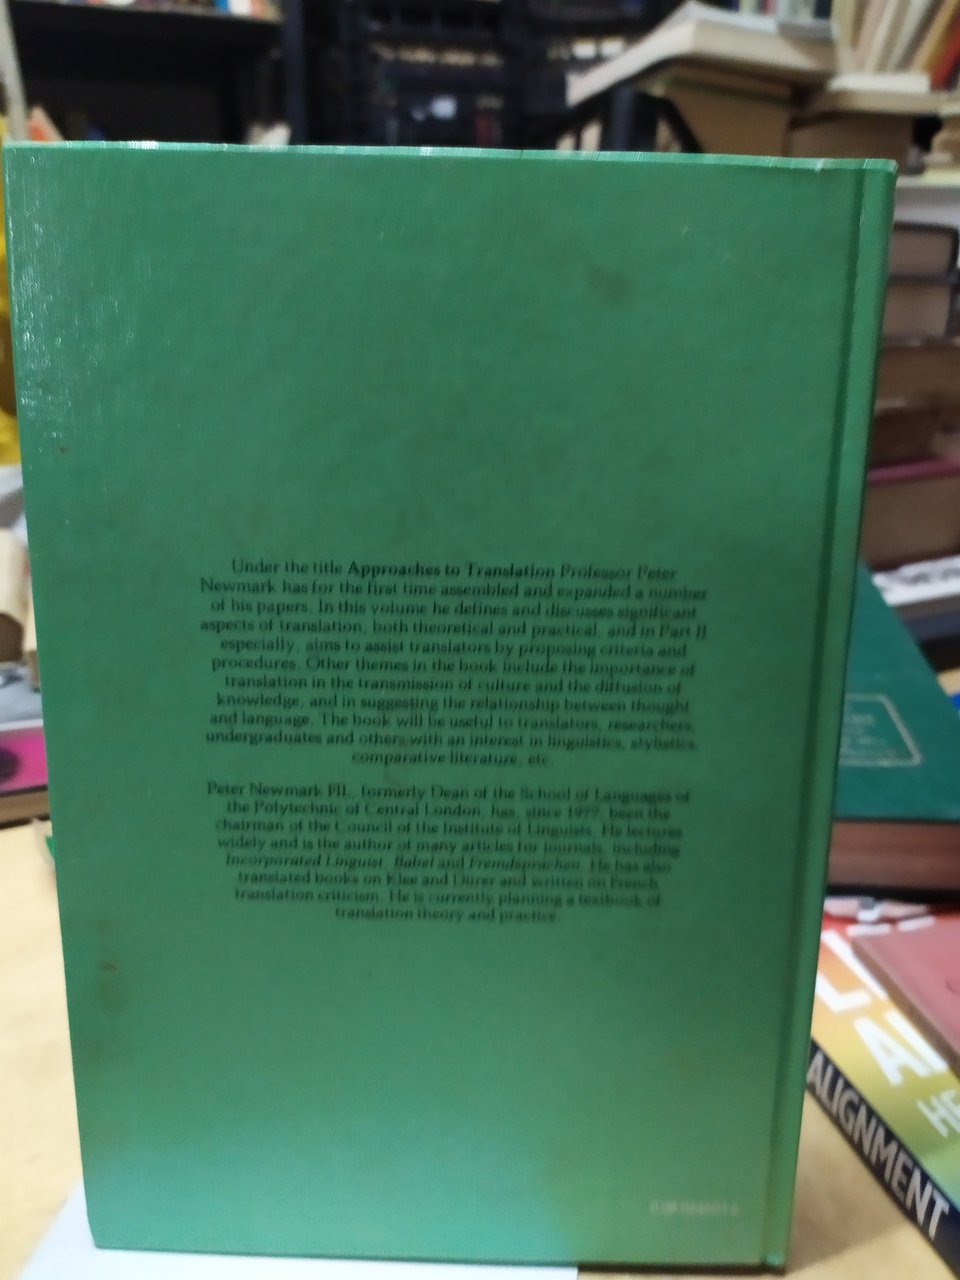 Under the title Approaches to Translation Professor Peter
Newmark has for the first time assembled and expanded a number
of his papers. In this volume he defines and discusses significant
aspects of translation, both theoretical and practical, and in Part II
especially, aims to assist translators by proposing criteria and
procedures. Other themes in the book include the importance of
translation in the transmission of culture and the diffusion of
knowledge, and in suggesting the relationship between thought
and language. The book will be useful to translators, researchers,
undergraduates and others with an interest in linguistics, stylistics,
comparative literature, etc.
Peter Newmark FIL, formerly Dean of the School of Languages of
the Polytechnic of Central London, has, since 1977, been the
chairman of the Council of the Institute of Linguists. He lectures
widely and is the author of many articles for journals, including
Incorporated Linguist, Babel and Fremdsprachen. He has also
translated books on Klee and Dürer and written on French
translation criticism. He is currently planning a textbook of
translation theory and practice.
ALIGNMENT